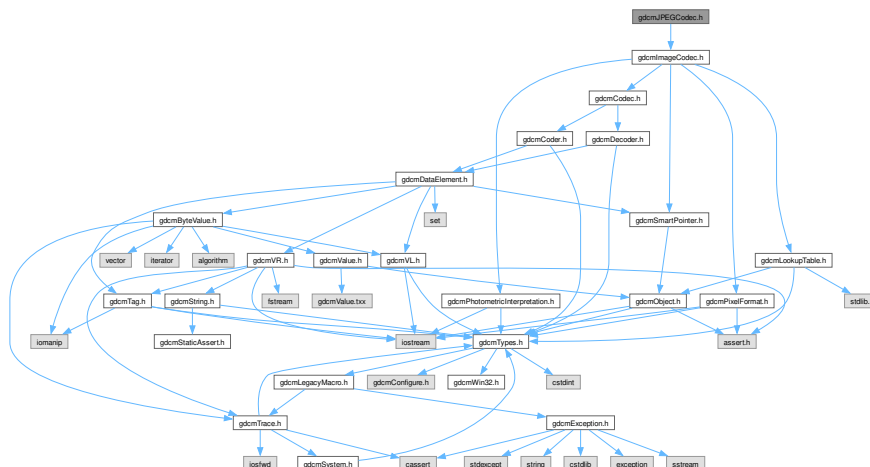 gdcmJPEGCodec.h
gdcmImageCodec.h
gdcmCodec.h
gdcmCoder.h
gdcmDecoder.h
gdcmDataElement.h
gdcmByteValue.h
set
gdcmSmartPointer.h
vector
iterator
algorithm
gdcmVR.h
gdcmValue.h
gdcmVL.h
gdcmLookupTable.h
gdcmTag.h
gdcmString.h
fstream
gdcmValue.txx
gdcmPhotometricInterpretation.h
gdcmObject.h
gdcmPixelFormat.h
stdlib.
iomanip
gdcmStaticAssert.h
iostream
gdcmTypes.h
assert.h
gdcmLegacyMacro.h
gdcmConfigure.h
gdcmWin32.h
cstdint
gdcmTrace.h
gdcmException.h
iosfwd
gdcmSystem.h
cassert
stdexcept
string
cstdlib
exception
sstream